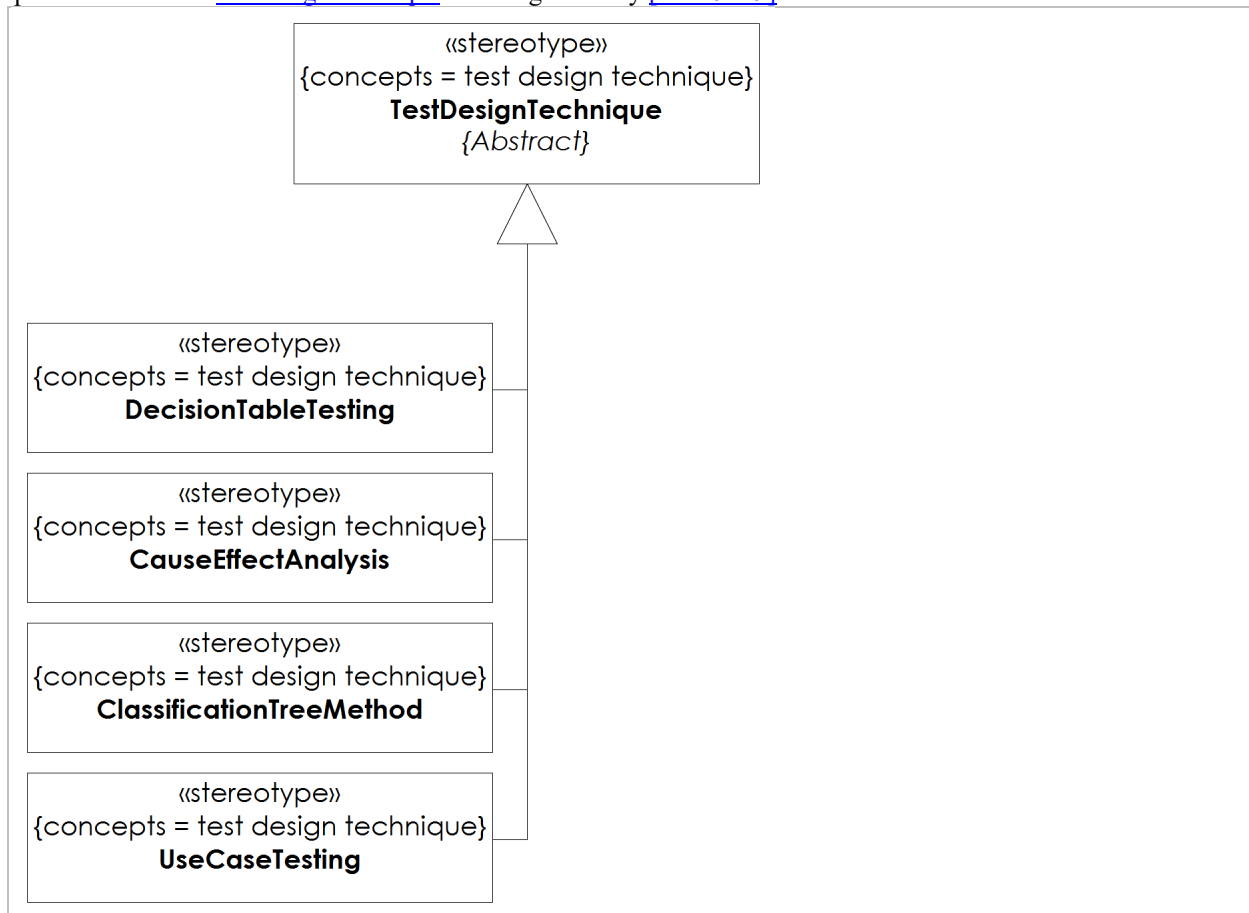 «stereotype»
{concepts = test design technique}
TestDesignTechnique
{Abstract}
«stereotype»
{concepts = test design technique}
DecisionTableTesting
«stereotype»
{concepts = test design technique}
CauseEffectAnalysis
«stereotype»
{concepts = test design technique}
ClassificationTreeMethod
«stereotype»
{concepts = test design technique}
UseCaseTesting